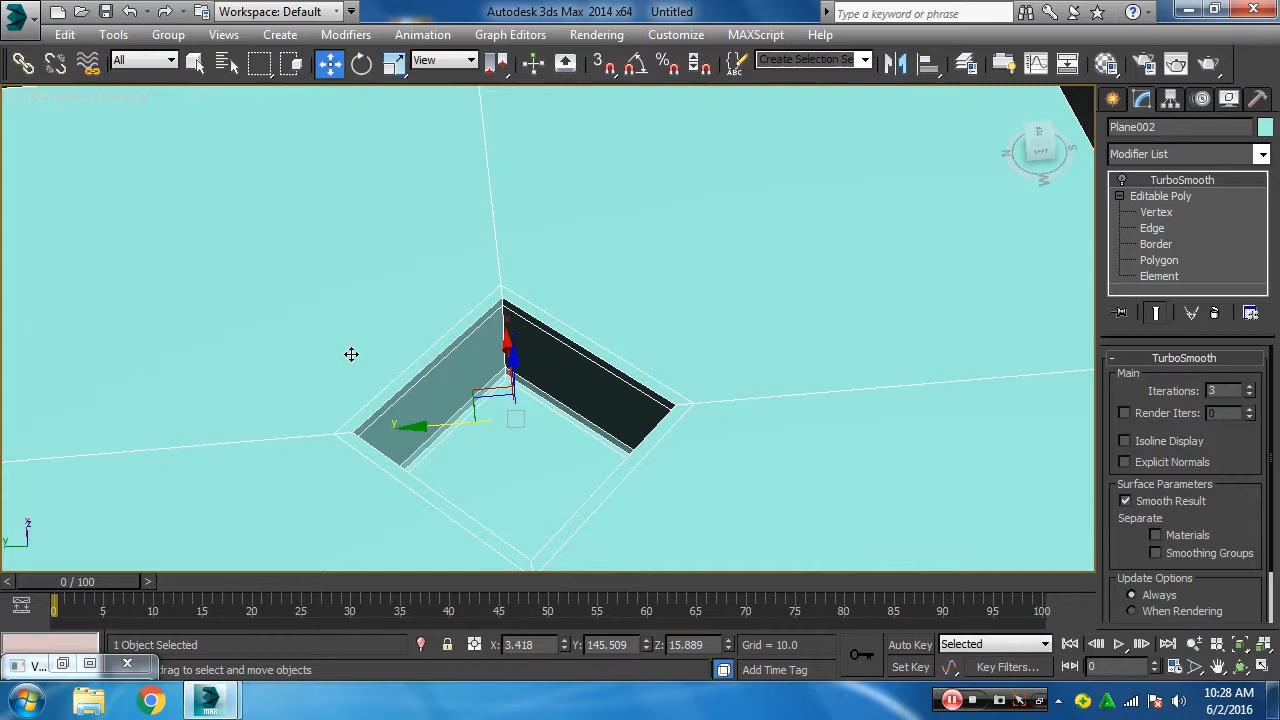 Workspace: Default
Autodesk 3ds Max 2014 x64 Untitled
Type a keyword or phrase
Edit Tools Group Views Create Modifiers Animation Graph Editors Rendering Customize MAXScript Help
All
View
3
Create Selection Se
Plane002
Modifier List
TurboSmooth
Editable Poly
Vertex
Edge
Border
Polygon
Element
TOP
LEFT
N
S
W
y
- TurboSmooth
Main
Iterations: 3
Render Iters: 0
Isoline Display
Explicit Normals
Surface Parameters
Smooth Result
Separate
Materials
Smoothing Groups
Update Options
Always
When Rendering
z
y
< 0 / 100 >
0 5 10 15 20 25 30 35 40 45 50 55 60 65 70 75 80 85 90 95 100
1 Object Selected
X: 3.418 Y: 145.509 Z: 15.889 Grid = 10.0
Auto Key Selected
V...
drag to select and move objects
Add Time Tag
Set Key Key Filters... 0
MAX
10:28 AM
6/2/2016